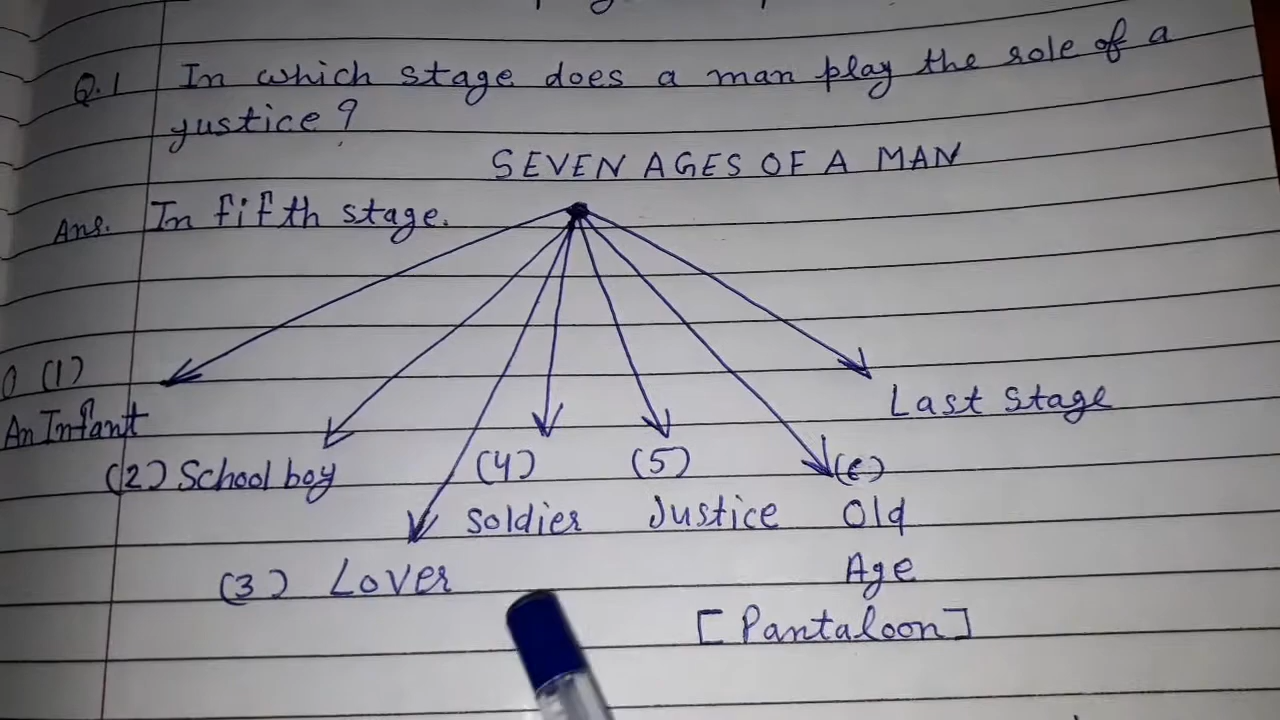 Q.1 In which stage does a man play the role of a
justice?
SEVEN AGES OF A MAN
Ans. In fifth stage.
(1)
An Infant
Last Stage
(2) School boy
(4)
(5)
(6)
Soldier
Justice
Old
(3) Lover
Age
[Pantaloon]